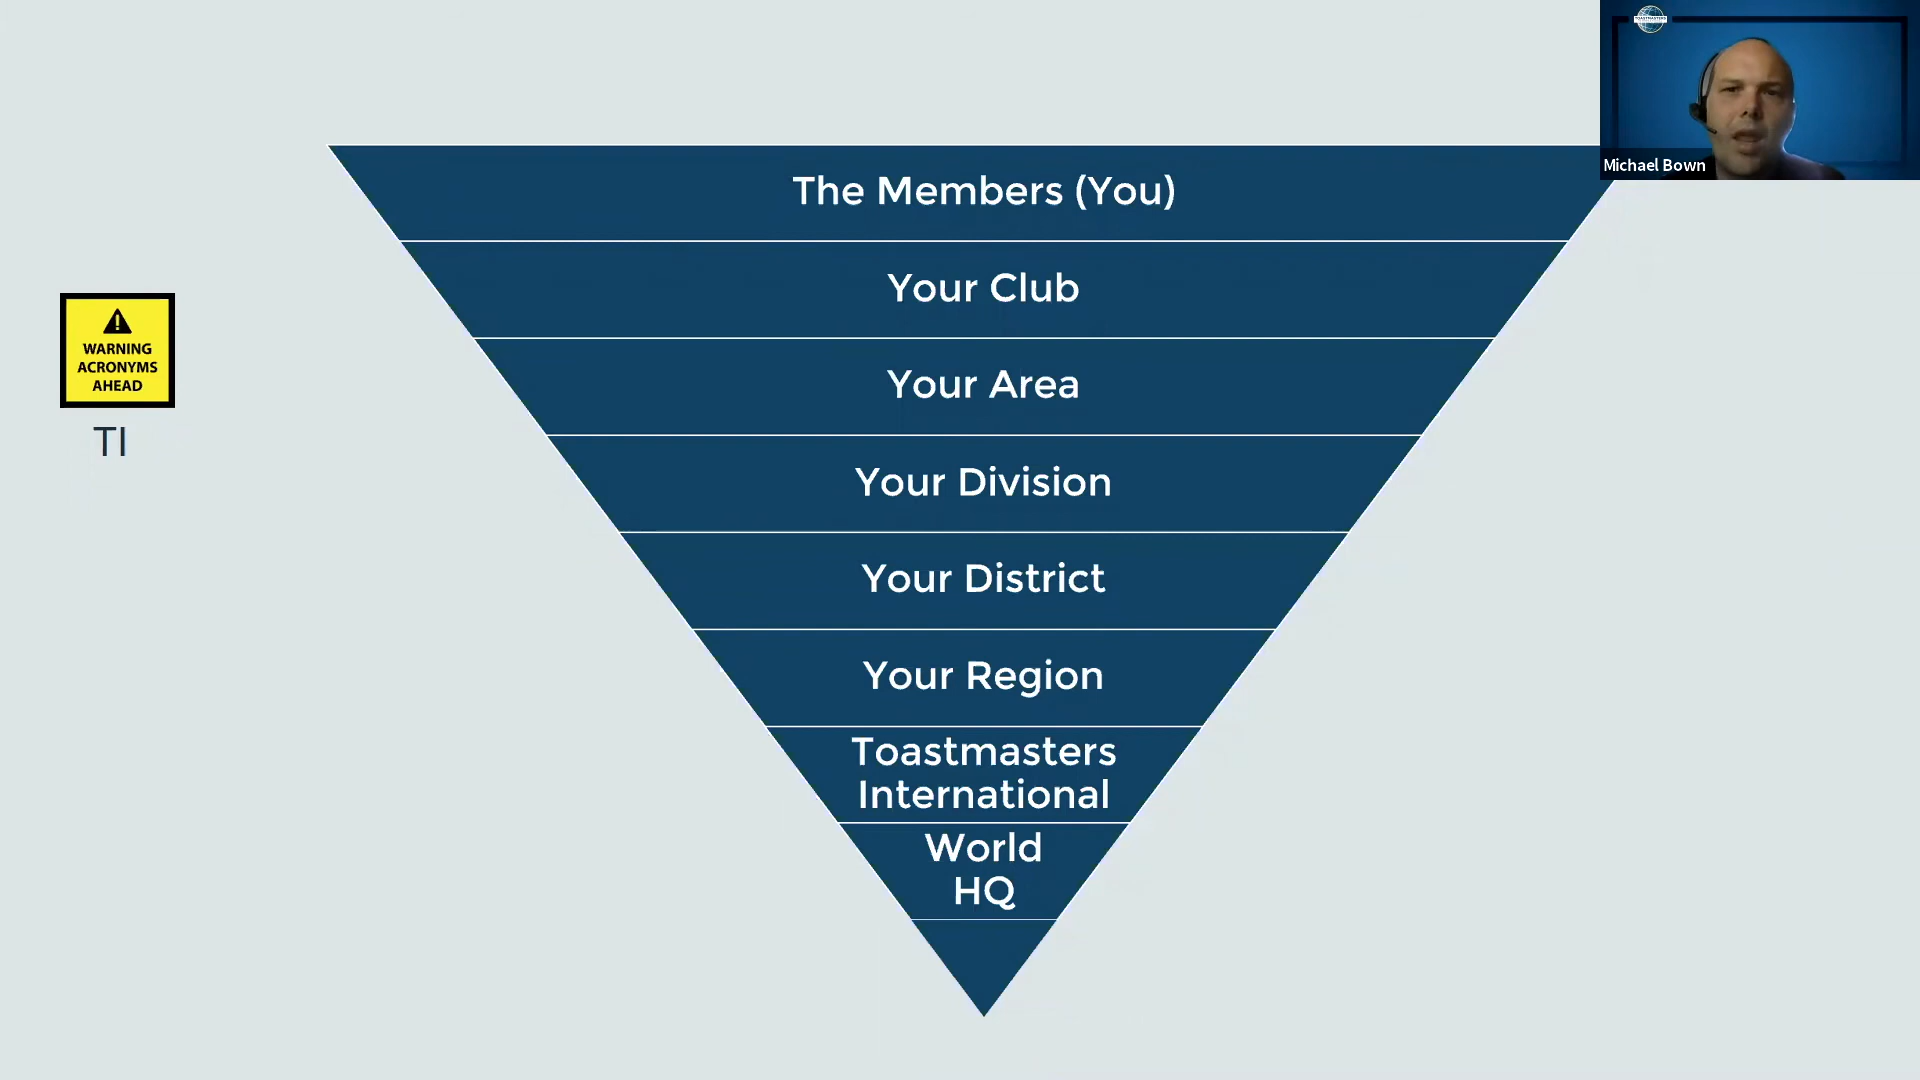 TOASTMASTERS
Michael Bown
The Members (You)
Your Club
Your Area
Your Division
Your District
Your Region
Toastmasters
International
World
HQ
WARNING
ACRONYMS
AHEAD
TI